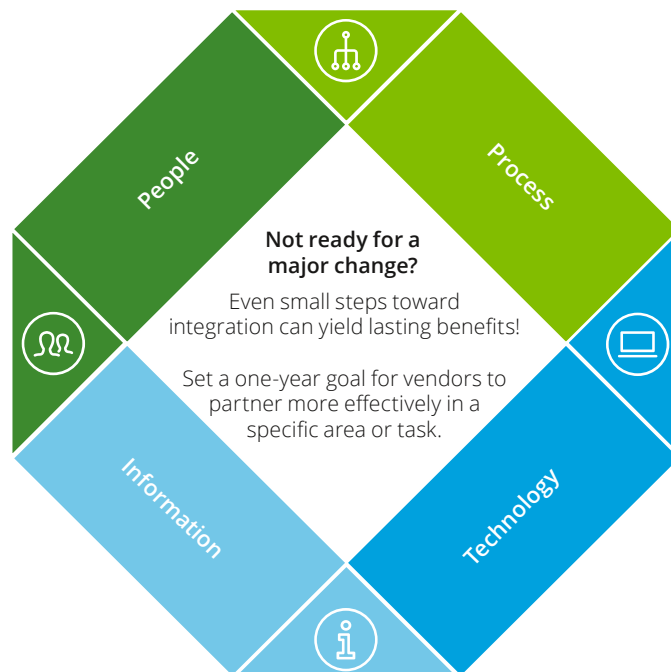 People
Process
Not ready for a
major change?
Even small steps toward
integration can yield lasting benefits!
Set a one-year goal for vendors to
partner more effectively in a
specific area or task.
Information
Technology